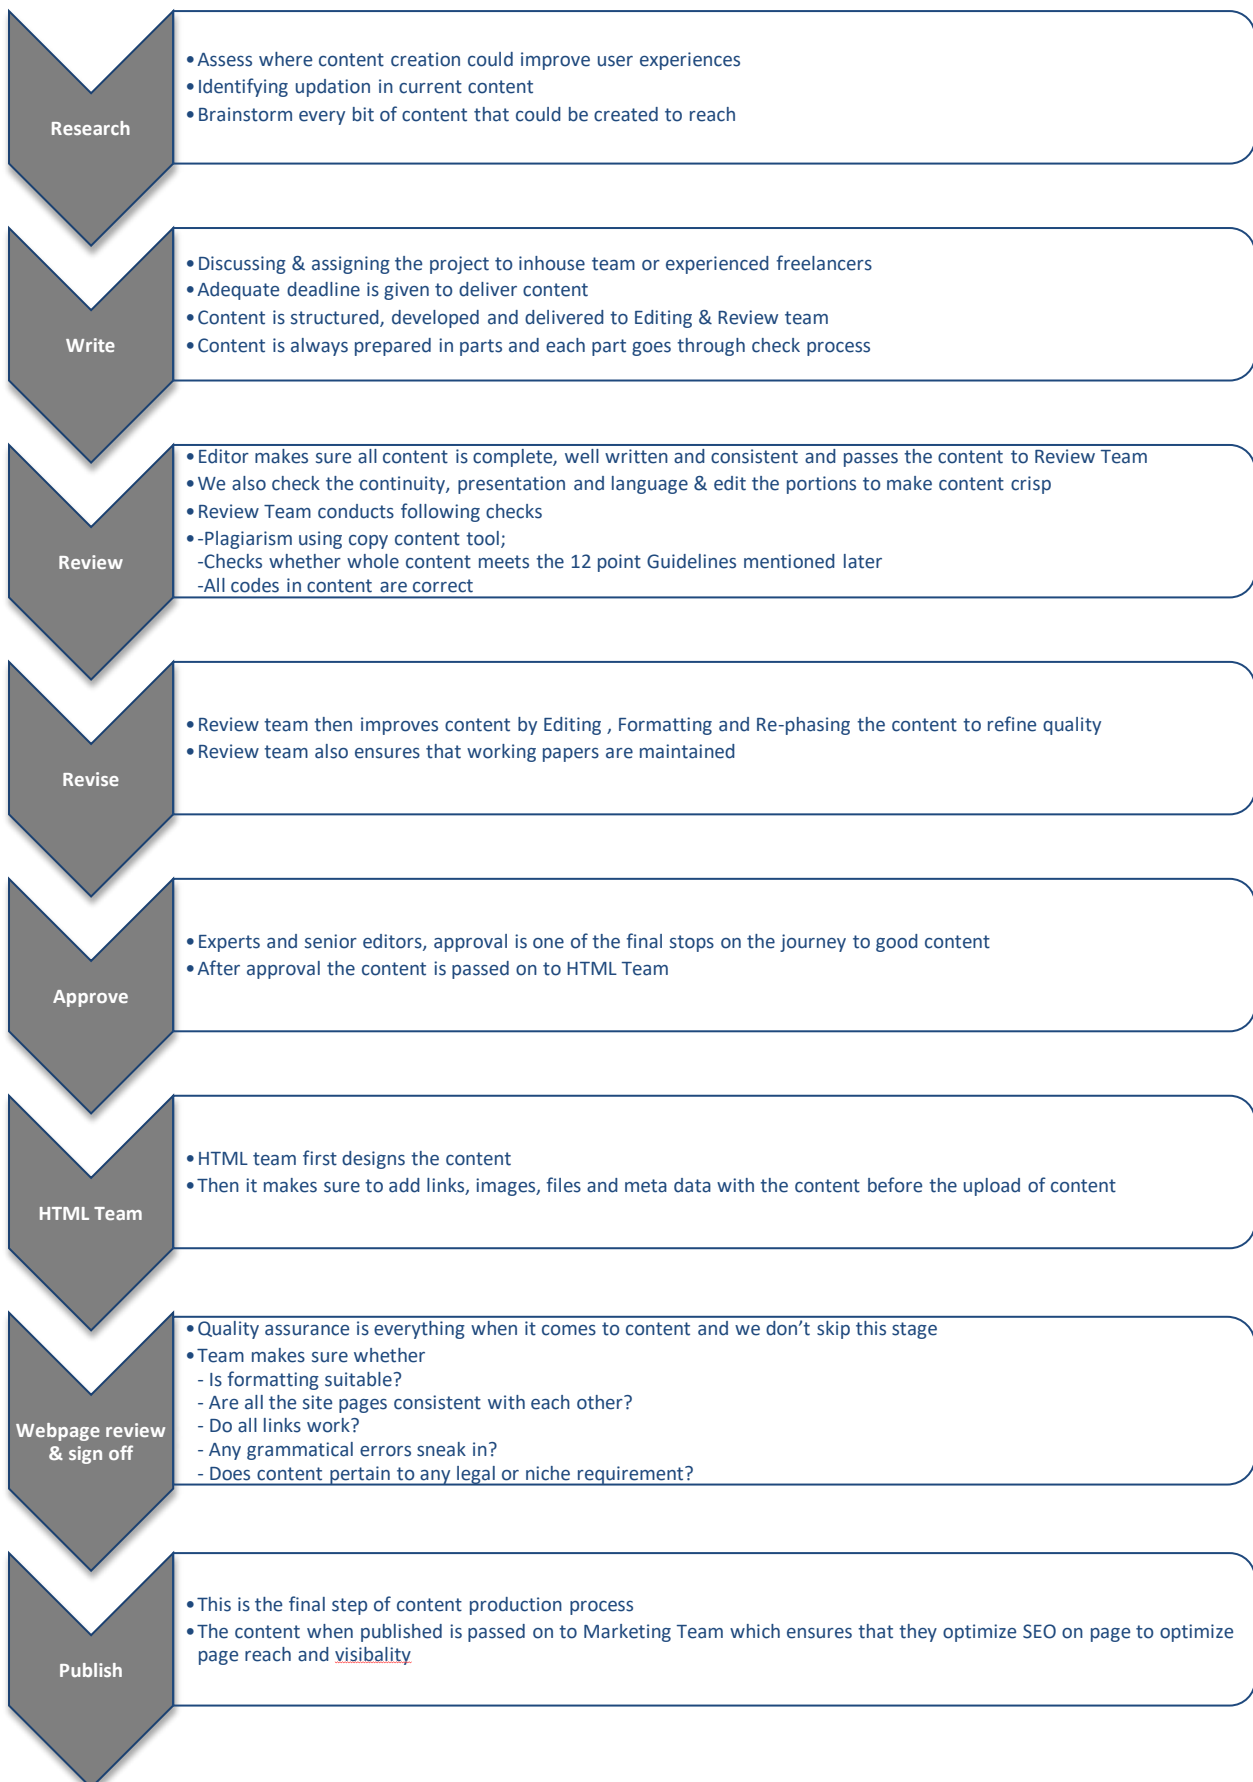 Research
•Assess where content creation could improve user experiences
•Identifying updation in current content
•Brainstorm every bit of content that could be created to reach
Write
•Discussing & assigning the project to inhouse team or experienced freelancers
•Adequate deadline is given to deliver content
•Content is structured, developed and delivered to Editing & Review team
•Content is always prepared in parts and each part goes through check process
Review
•Editor makes sure all content is complete, well written and consistent and passes the content to Review Team
•We also check the continuity, presentation and language & edit the portions to make content crisp
•Review Team conducts following checks
•-Plagiarism using copy content tool;
-Checks whether whole content meets the 12 point Guidelines mentioned later
-All codes in content are correct
Revise
•Review team then improves content by Editing , Formatting and Re-phasing the content to refine quality
•Review team also ensures that working papers are maintained
Approve
•Experts and senior editors, approval is one of the final stops on the journey to good content
•After approval the content is passed on to HTML Team
HTML Team
•HTML team first designs the content
•Then it makes sure to add links, images, files and meta data with the content before the upload of content
Webpage review
& sign off
•Quality assurance is everything when it comes to content and we don’t skip this stage
•Team makes sure whether
- Is formatting suitable?
- Are all the site pages consistent with each other?
- Do all links work?
- Any grammatical errors sneak in?
- Does content pertain to any legal or niche requirement?
Publish
•This is the final step of content production process
•The content when published is passed on to Marketing Team which ensures that they optimize SEO on page to optimize
page reach and visibality